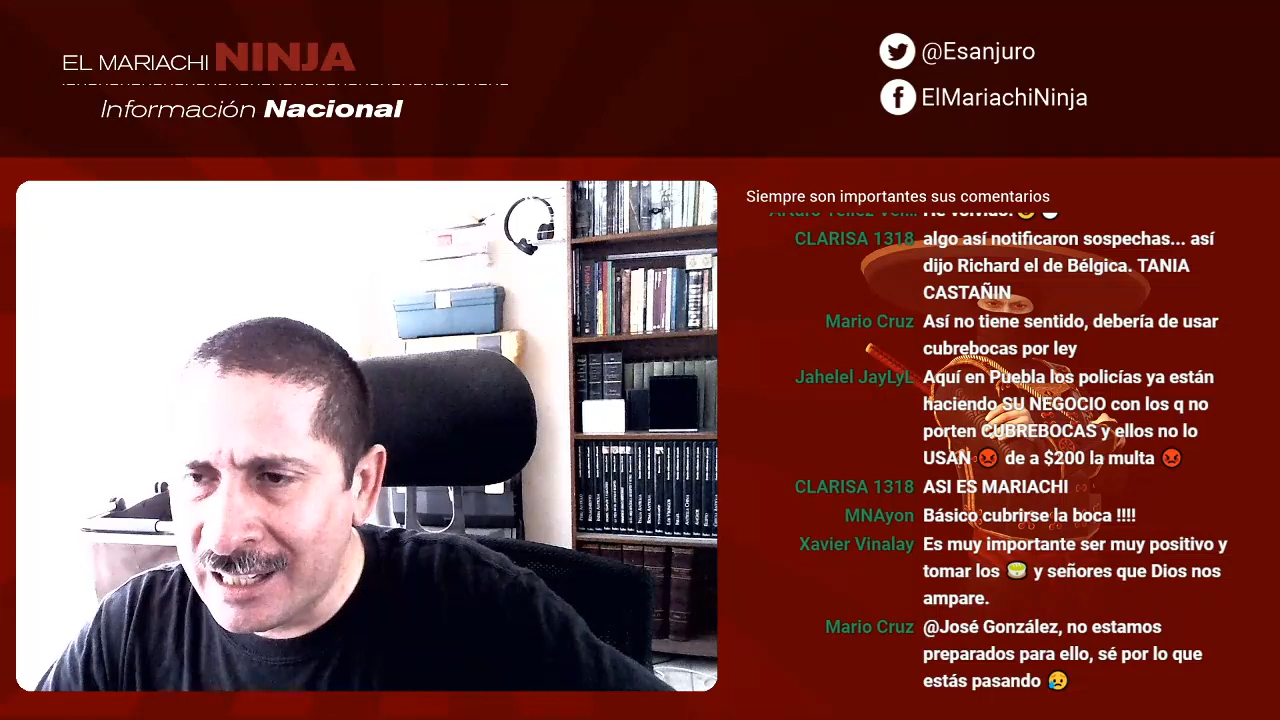 EL MARIACHI NINJA
Información Nacional
@Esanjuro
ElMariachiNinja
Siempre son importantes sus comentarios
CLARISA 1318 algo así notificaron sospechas... así
dijo Richard el de Bélgica. TANIA
CASTAÑIN
Mario Cruz Así no tiene sentido, debería de usar
cubrebocas por ley
Jahelel JayLyL Aquí en Puebla los policías ya están
haciendo SU NEGOCIO con los q no
porten CUBREBOCAS y ellos no lo
USAN 😡 de a $200 la multa 😡
CLARISA 1318 ASI ES MARIACHI
MNAyon Básico cubrirse la boca !!!!
Xavier Vinalay Es muy importante ser muy positivo y
tomar los 🍵 y señores que Dios nos
ampare.
Mario Cruz @José González, no estamos
preparados para ello, sé por lo que
estás pasando 😥